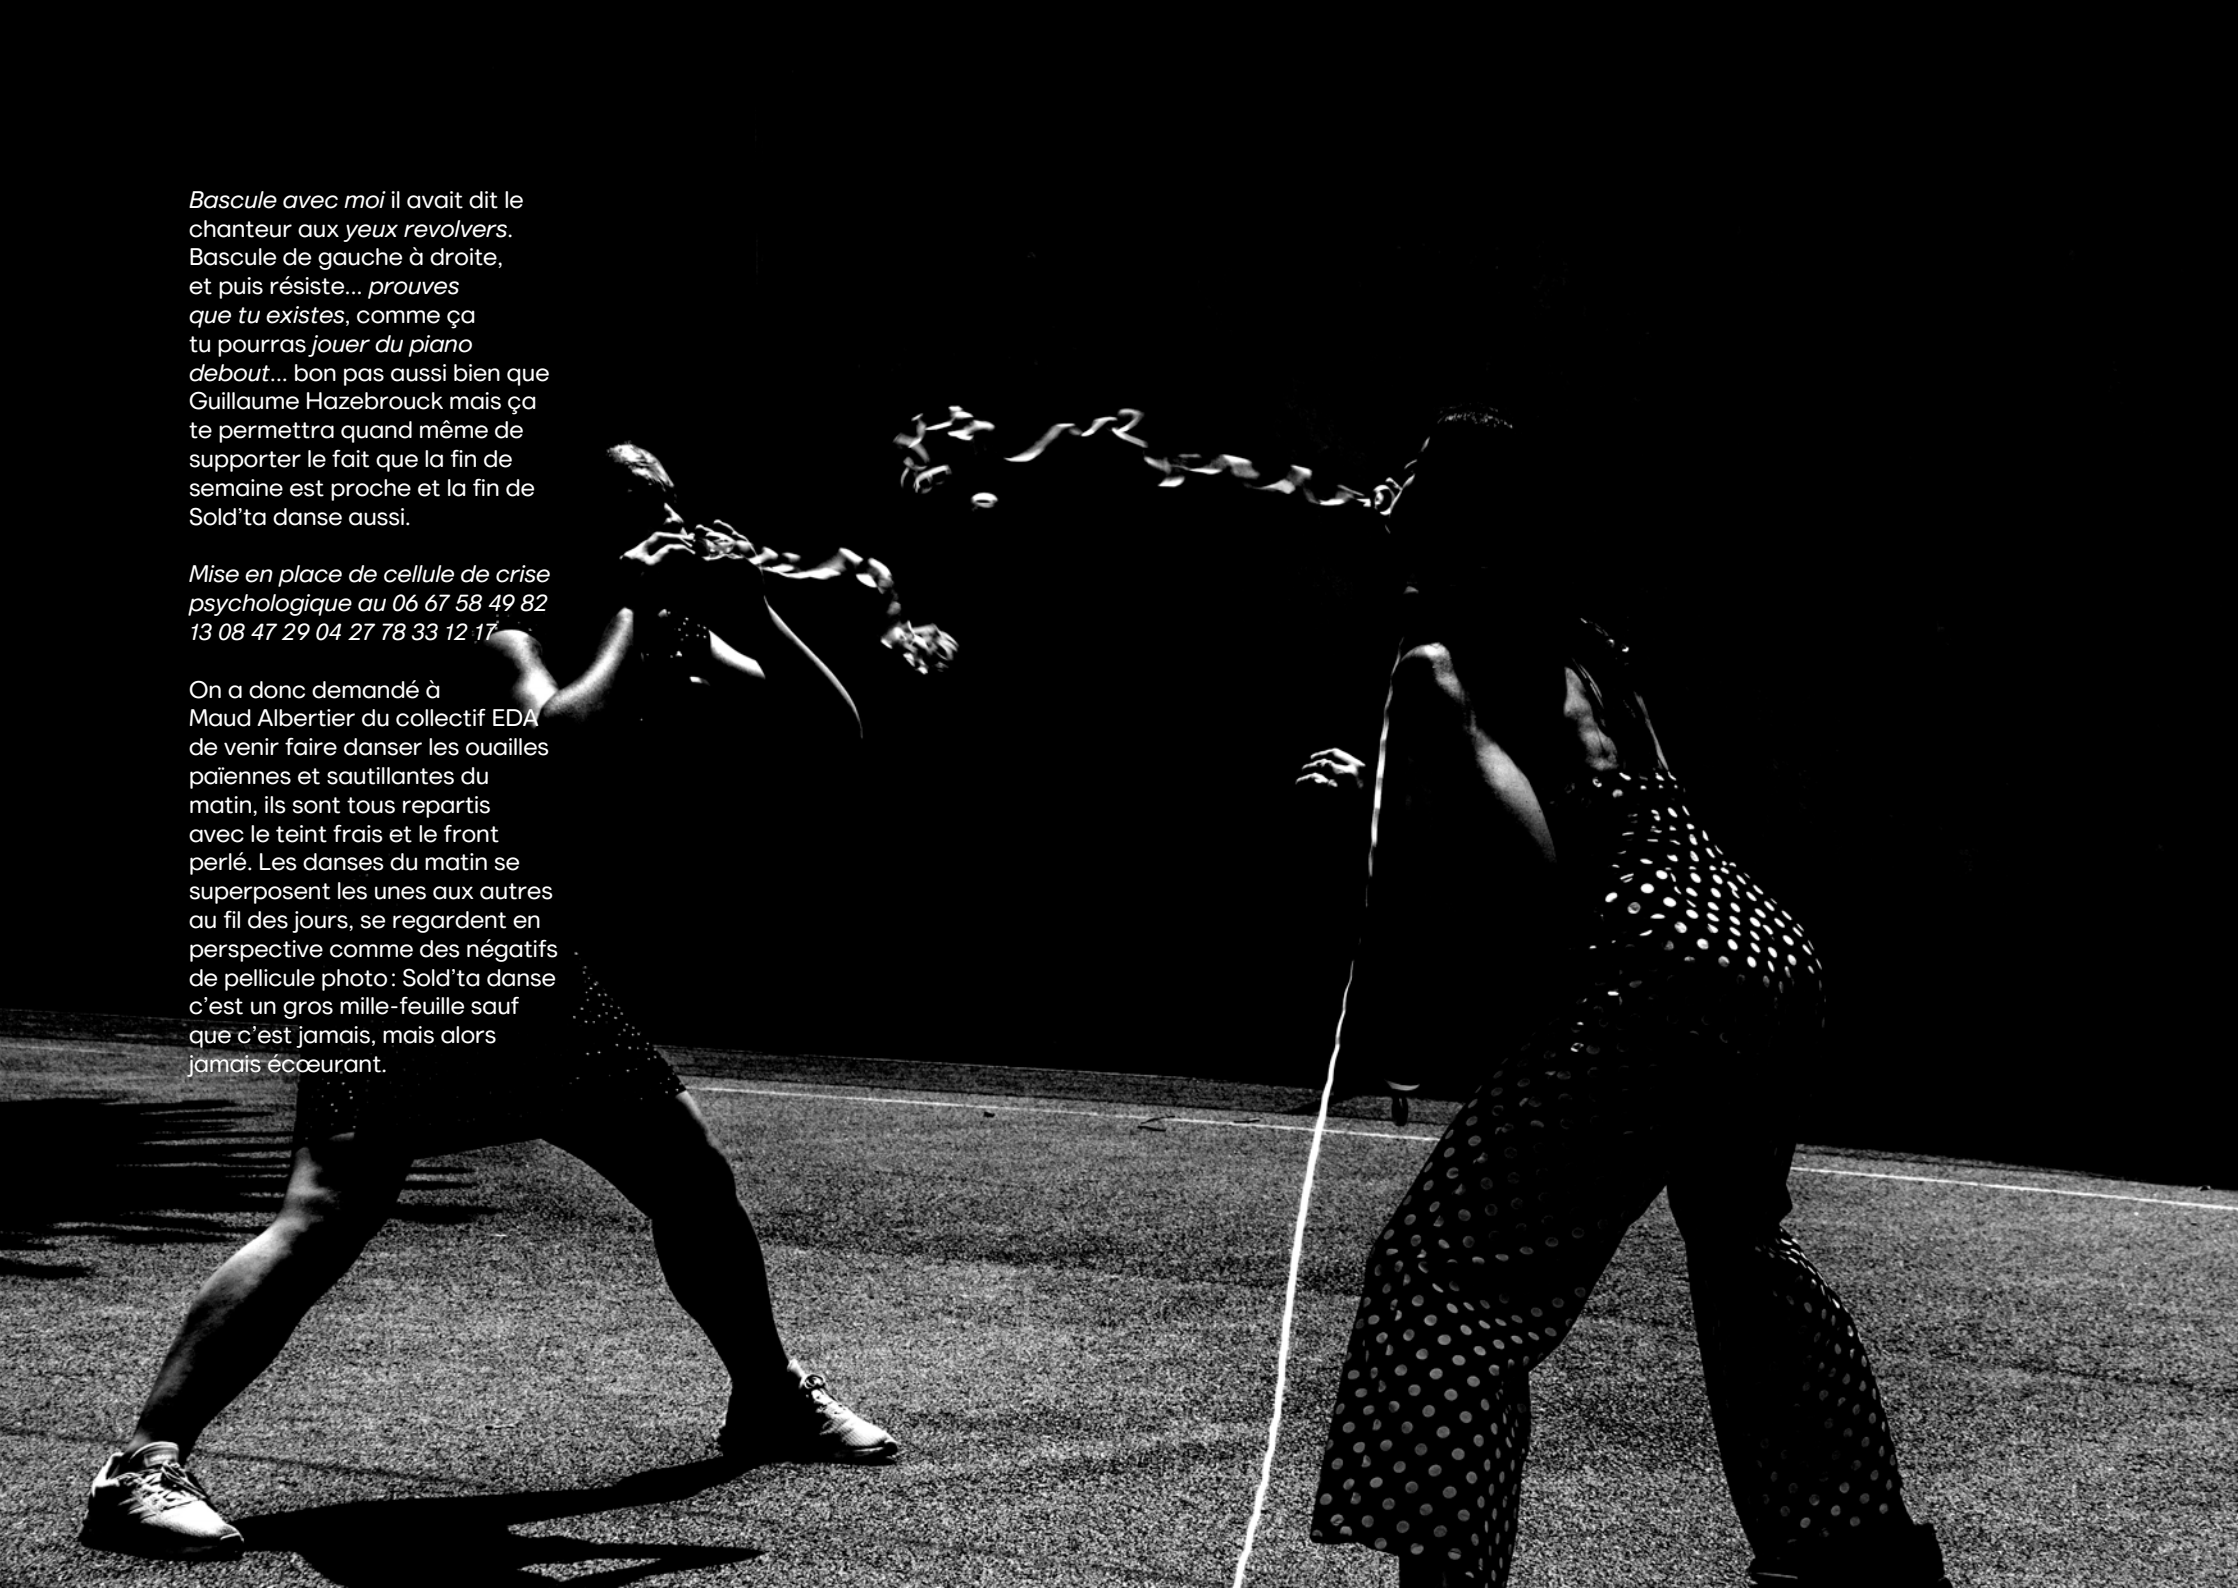 Bascule avec moi il avait dit le
chanteur aux yeux revolvers.
Bascule de gauche à droite,
et puis résiste... prouves
que tu existes, comme ça
tu pourras jouer du piano
debout... bon pas aussi bien que
Guillaume Hazebrouck mais ça
te permettra quand même de
supporter le fait que la fin de
semaine est proche et la fin de
Sold’ta danse aussi.
Mise en place de cellule de crise
psychologique au 06 67 58 49 82
13 08 47 29 04 27 78 33 12 17
On a donc demandé à
Maud Albertier du collectif EDA
de venir faire danser les ouailles
païennes et sautillantes du
matin, ils sont tous repartis
avec le teint frais et le front
perlé. Les danses du matin se
superposent les unes aux autres
au fil des jours, se regardent en
perspective comme des négatifs
de pellicule photo : Sold’ta danse
c’est un gros mille-feuille sauf
que c’est jamais, mais alors
jamais écœurant.